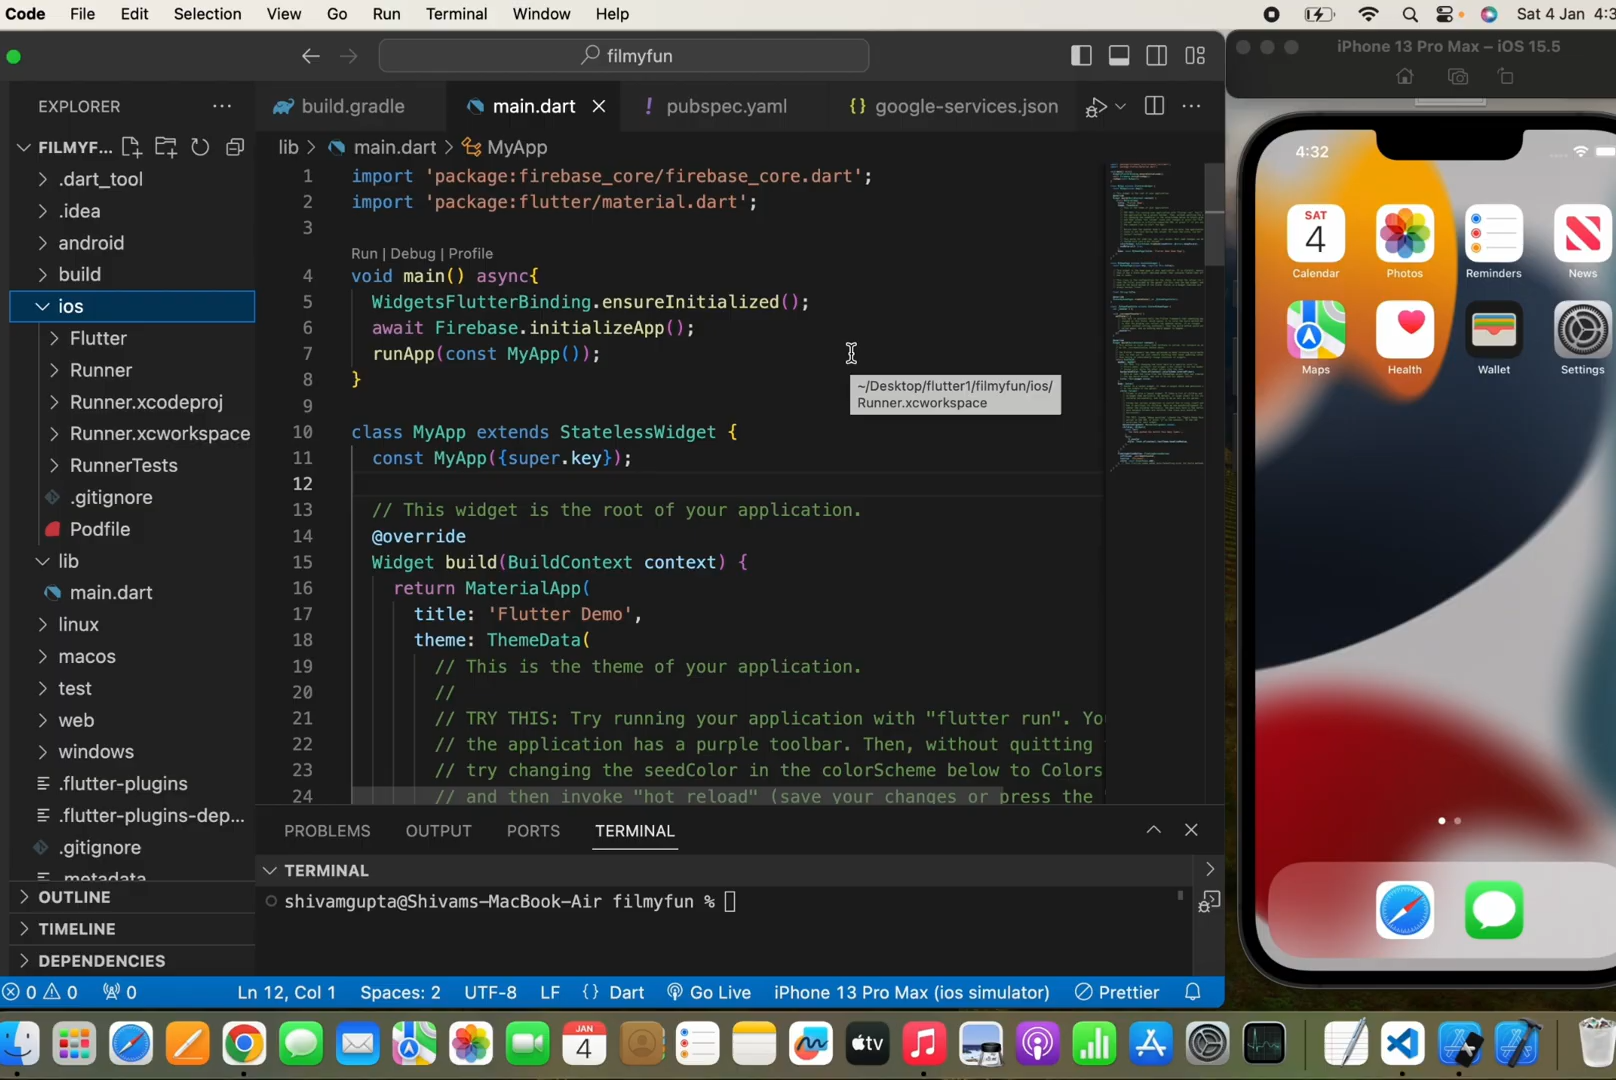 Code File Edit Selection View Go Run Terminal Window Help Sat 4 Jan 4:3
filmyfun
iPhone 13 Pro Max – iOS 15.5
EXPLORER
build.gradle main.dart pubspec.yaml google-services.json
FILMYF...
lib > main.dart > MyApp
.dart_tool
.idea
android
build
ios
Flutter
Runner
Runner.xcodeproj
Runner.xcworkspace
RunnerTests
.gitignore
Podfile
lib
main.dart
linux
macos
test
web
windows
.flutter-plugins
.flutter-plugins-dep...
.gitignore
.metadata
OUTLINE
TIMELINE
DEPENDENCIES
1 import 'package:firebase_core/firebase_core.dart';
2 import 'package:flutter/material.dart';
3
Run | Debug | Profile
4 void main() async{
5 WidgetsFlutterBinding.ensureInitialized();
6 await Firebase.initializeApp();
7 runApp(const MyApp());
8 }
9
10 class MyApp extends StatelessWidget {
11 const MyApp({super.key});
12
13 // This widget is the root of your application.
14 @override
15 Widget build(BuildContext context) {
16 return MaterialApp(
17 title: 'Flutter Demo',
18 theme: ThemeData(
19 // This is the theme of your application.
20 //
21 // TRY THIS: Try running your application with "flutter run". Yo
22 // the application has a purple toolbar. Then, without quitting
23 // try changing the seedColor in the colorScheme below to Colors
24 // and then invoke "hot reload" (save your changes or press the
~/Desktop/flutter1/filmyfun/ios/
Runner.xcworkspace
PROBLEMS OUTPUT PORTS TERMINAL
TERMINAL
shivamgupta@Shivams-MacBook-Air filmyfun %
0 0 0 Ln 12, Col 1 Spaces: 2 UTF-8 LF {} Dart Go Live iPhone 13 Pro Max (ios simulator) Prettier
4:32
SAT
4
Calendar Photos Reminders News
Maps Health Wallet Settings
JAN
4
tv